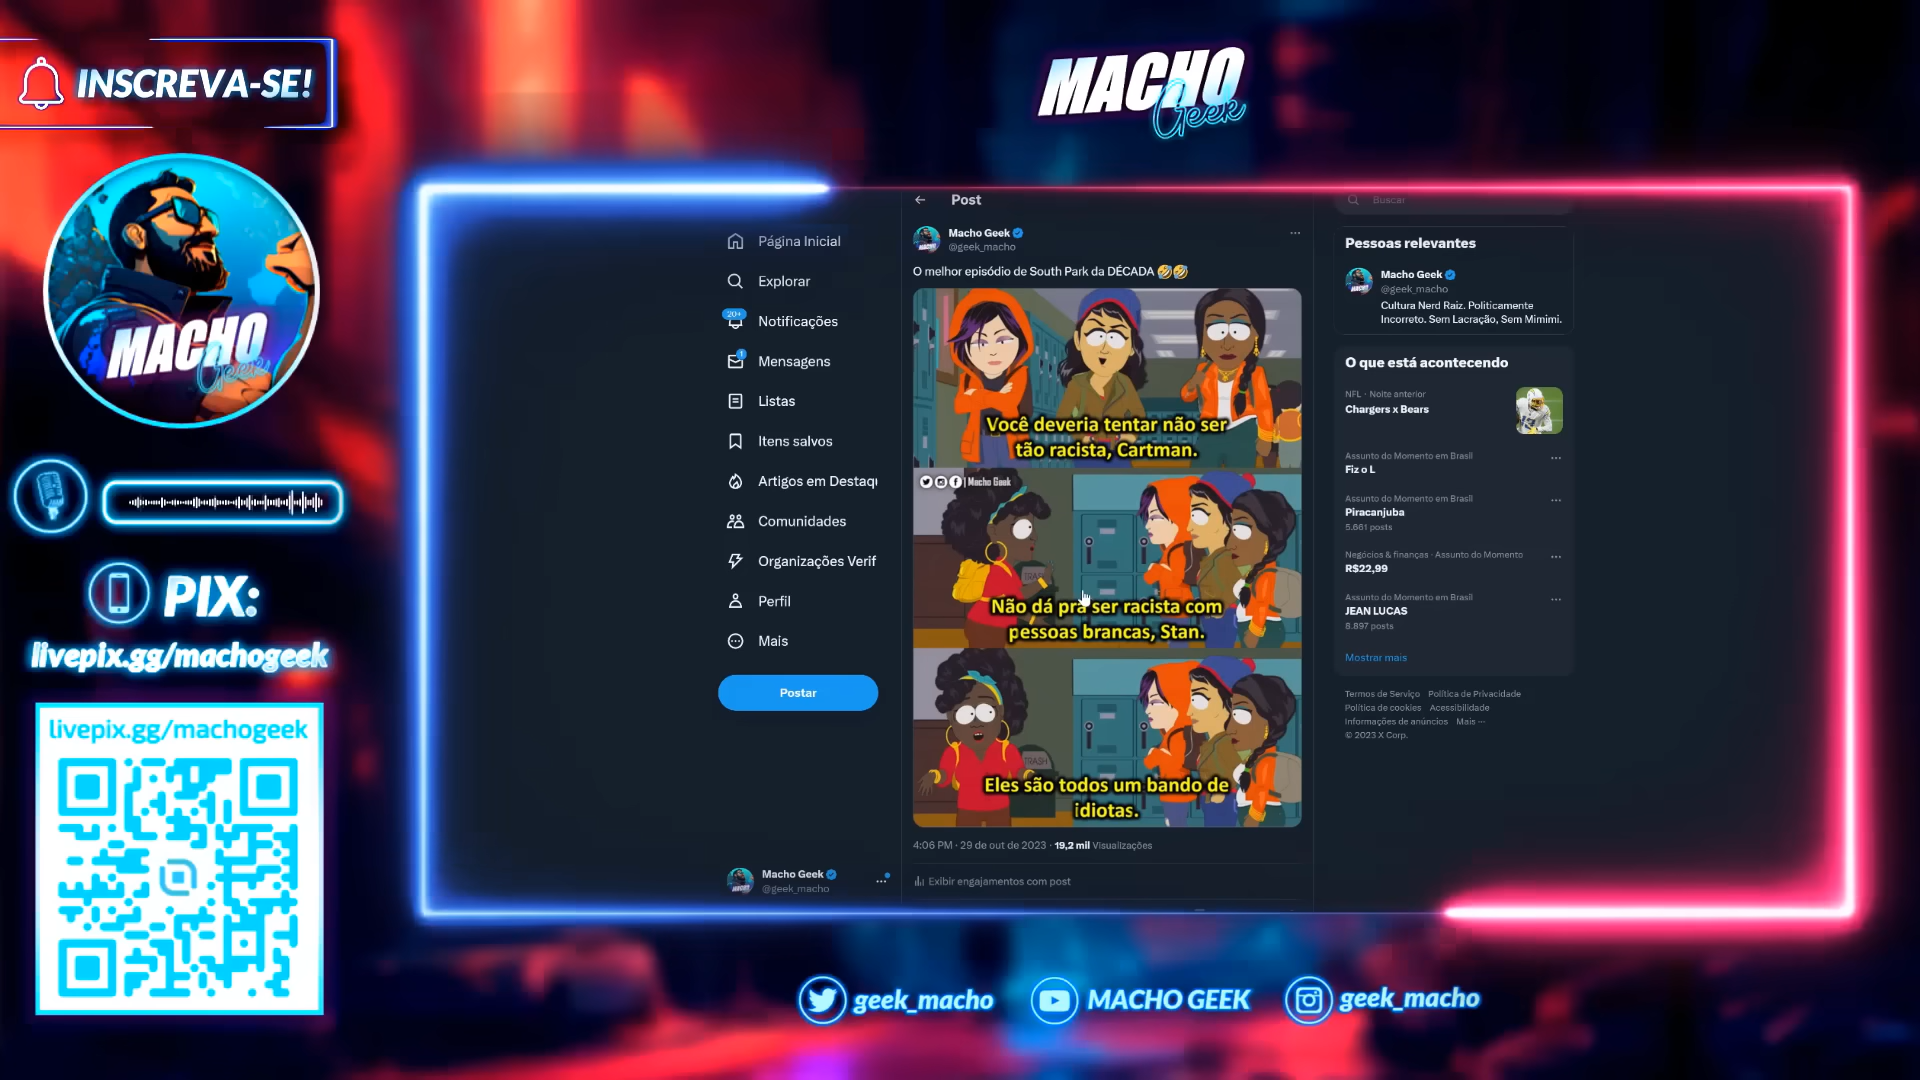 INSCREVA-SE!
MACHO
Geek
MACHO
Geek
PIX:
livepix.gg/machogeek
livepix.gg/machogeek
Página Inicial
Explorar
20+
Notificações
1
Mensagens
Listas
Itens salvos
Artigos em Destaqu
Comunidades
Organizações Verif
Perfil
Mais
Postar
Macho Geek
@geek_macho
Post
Macho Geek
@geek_macho
O melhor episódio de South Park da DÉCADA 🤣🤣
Você deveria tentar não ser
tão racista, Cartman.
| Macho Geek
TRASH
Não dá pra ser racista com
pessoas brancas, Stan.
TRASH
Eles são todos um bando de
idiotas.
4:06 PM · 29 de out de 2023 · 19,2 mil Visualizações
Exibir engajamentos com post
Buscar
Pessoas relevantes
Macho Geek
@geek_macho
Cultura Nerd Raiz. Politicamente
Incorreto. Sem Lacração, Sem Mimimi.
O que está acontecendo
NFL · Noite anterior
Chargers x Bears
Assunto do Momento em Brasil
Fiz o L
Assunto do Momento em Brasil
Piracanjuba
5.661 posts
Negócios & finanças · Assunto do Momento
R$22,99
Assunto do Momento em Brasil
JEAN LUCAS
8.897 posts
Mostrar mais
Termos de Serviço Política de Privacidade
Política de cookies Acessibilidade
Informações de anúncios Mais ···
© 2023 X Corp.
geek_macho
MACHO GEEK
geek_macho